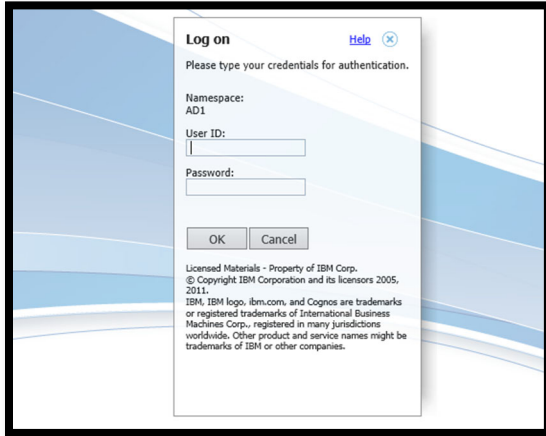 Log on
Help
Please type your credentials for authentication.
Namespace:
AD1
User ID:
Password:
OK
Cancel
Licensed Materials - Property of IBM Corp.
© Copyright IBM Corporation and its licensors 2005,
2011.
IBM, IBM logo, ibm.com, and Cognos are trademarks
or registered trademarks of International Business
Machines Corp., registered in many jurisdictions
worldwide. Other product and service names might be
trademarks of IBM or other companies.